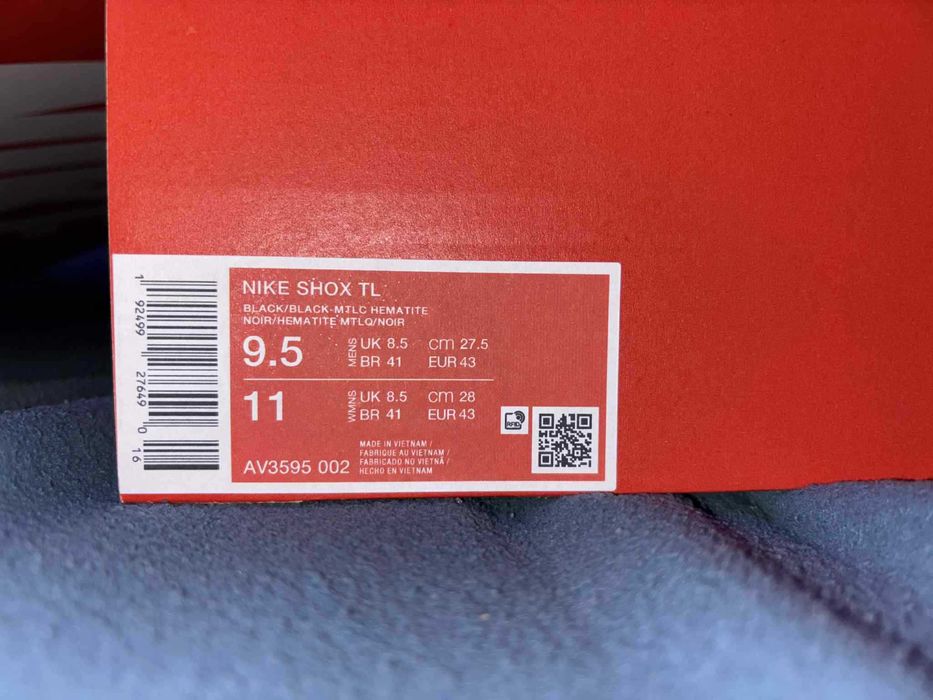 1 92499 27649 0 16
NIKE SHOX TL
BLACK/BLACK-MTLC HEMATITE
NOIR/HEMATITE MTLQ/NOIR
9.5 MENS UK 8.5 cm 27.5
BR 41 EUR 43
11 WMNS UK 8.5 cm 28
BR 41 EUR 43
RFID
MADE IN VIETNAM /
FABRIQUE AU VIETNAM /
FABRICADO NO VIETNÃ /
HECHO EN VIETNAM
AV3595 002